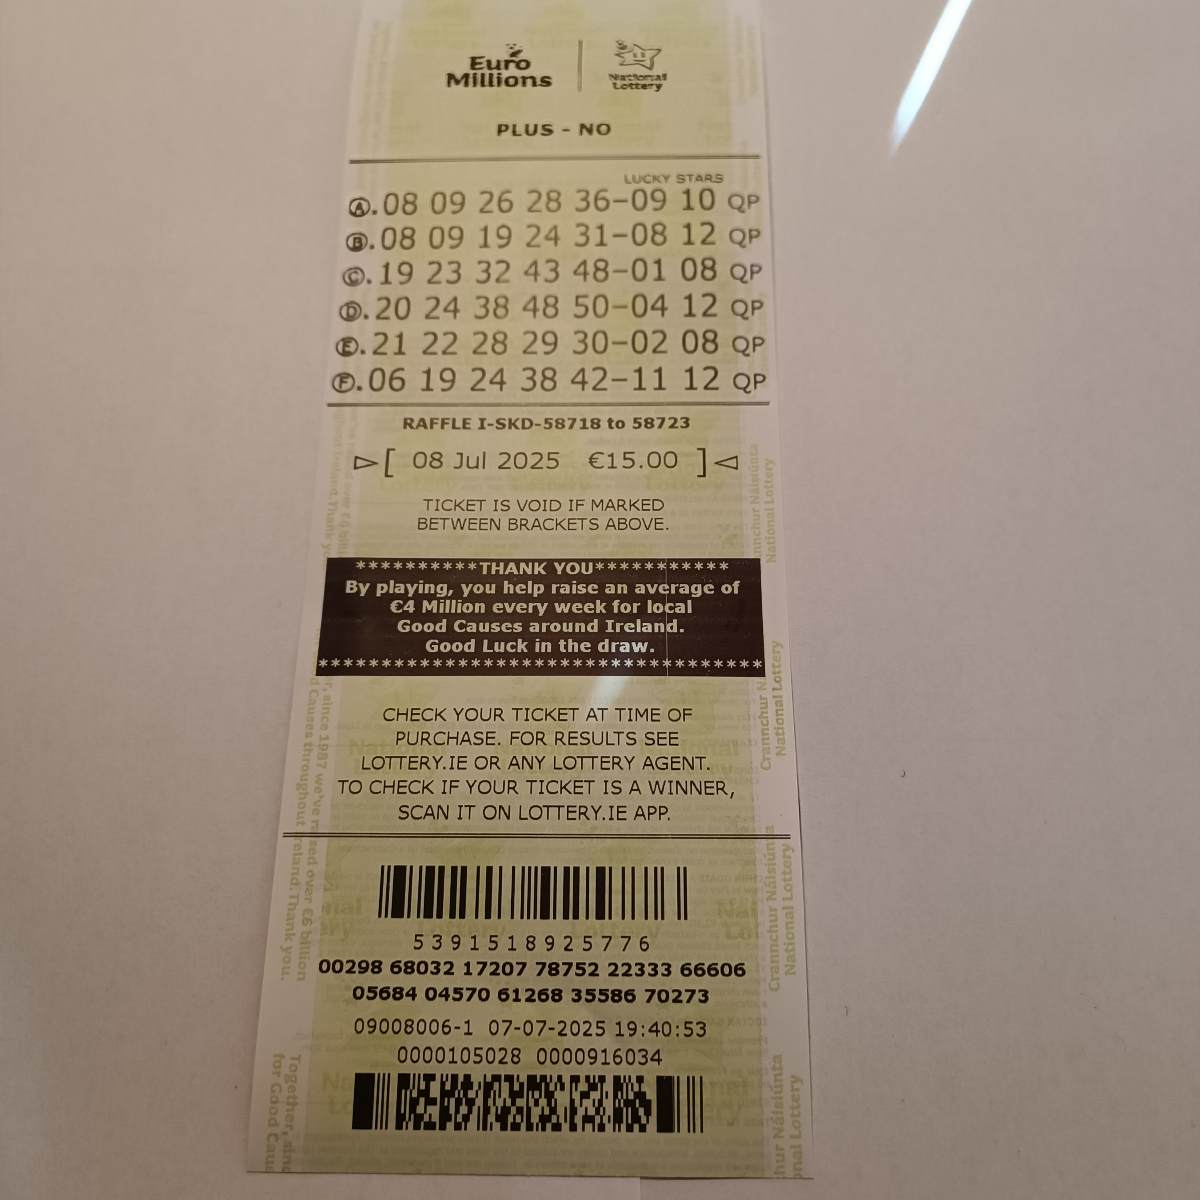 Euro
Millions
National
Lottery
PLUS - NO
LUCKY STARS
A. 08 09 26 28 36-09 10 QP
B. 08 09 19 24 31-08 12 QP
C. 19 23 32 43 48-01 08 QP
D. 20 24 38 48 50-04 12 QP
E. 21 22 28 29 30-02 08 QP
F. 06 19 24 38 42-11 12 QP
RAFFLE I-SKD-58718 to 58723
[ 08 Jul 2025 €15.00 ]
TICKET IS VOID IF MARKED
BETWEEN BRACKETS ABOVE.
**********THANK YOU***********
By playing, you help raise an average of
€4 Million every week for local
Good Causes around Ireland.
Good Luck in the draw.
***********************************
CHECK YOUR TICKET AT TIME OF
PURCHASE. FOR RESULTS SEE
LOTTERY.IE OR ANY LOTTERY AGENT.
TO CHECK IF YOUR TICKET IS A WINNER,
SCAN IT ON LOTTERY.IE APP.
5391518925776
00298 68032 17207 78752 22333 66606
05684 04570 61268 35586 70273
09008006-1 07-07-2025 19:40:53
0000105028 0000916034
Crannchur Náisiúnta
National Lottery